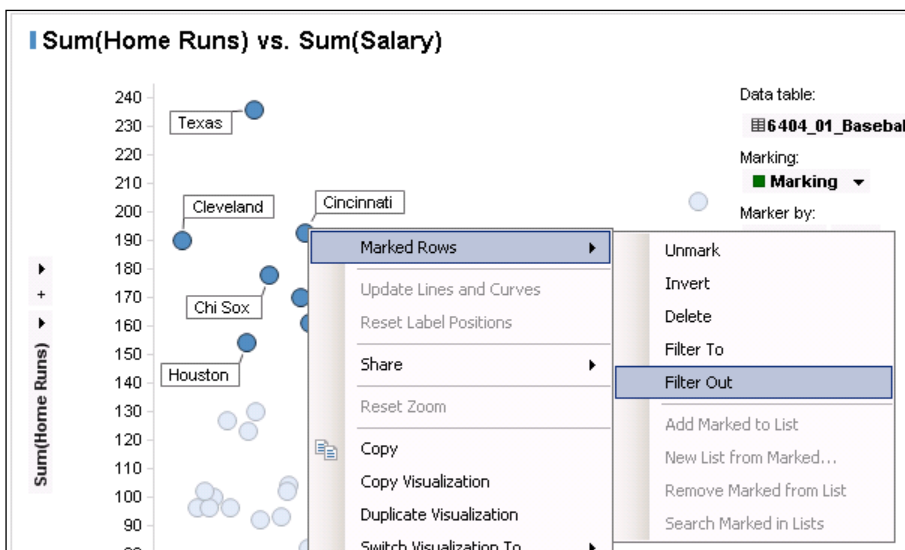 Sum(Home Runs) vs. Sum(Salary)
240
230
220
210
200
190
180
170
160
150
140
130
120
110
100
90
Sum(Home Runs)
+
Texas
Cleveland
Cincinnati
Chi Sox
Houston
Data table:
6404_01_Basebal
Marking:
Marking
Marker by:
Marked Rows
Update Lines and Curves
Reset Label Positions
Share
Reset Zoom
Copy
Copy Visualization
Duplicate Visualization
Switch Visualization To
Unmark
Invert
Delete
Filter To
Filter Out
Add Marked to List
New List from Marked...
Remove Marked from List
Search Marked in Lists